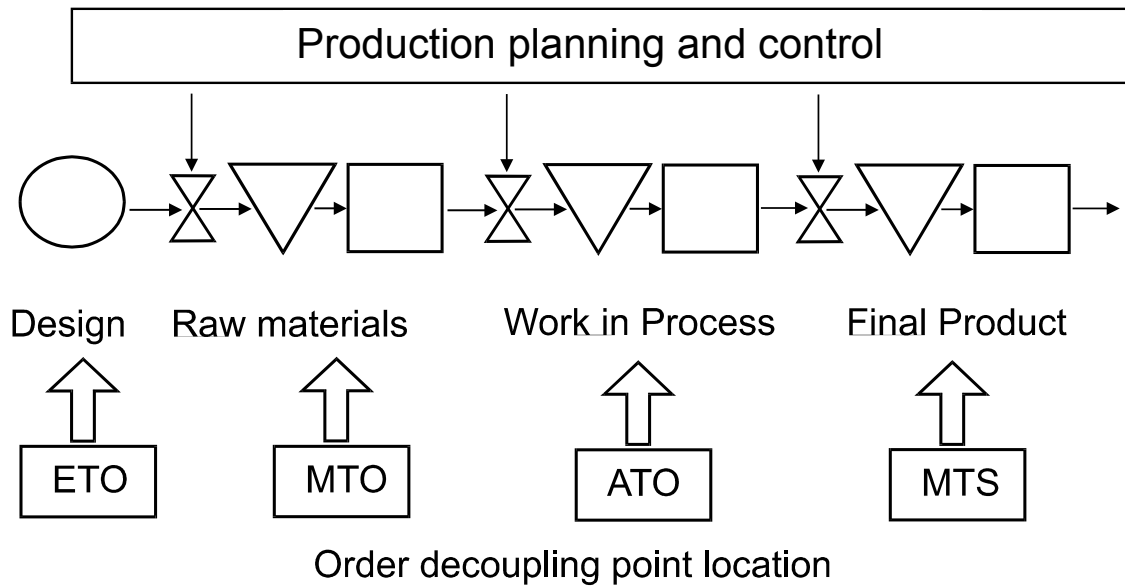 Production planning and control
Design
Raw materials
Work in Process
Final Product
ETO
MTO
ATO
MTS
Order decoupling point location